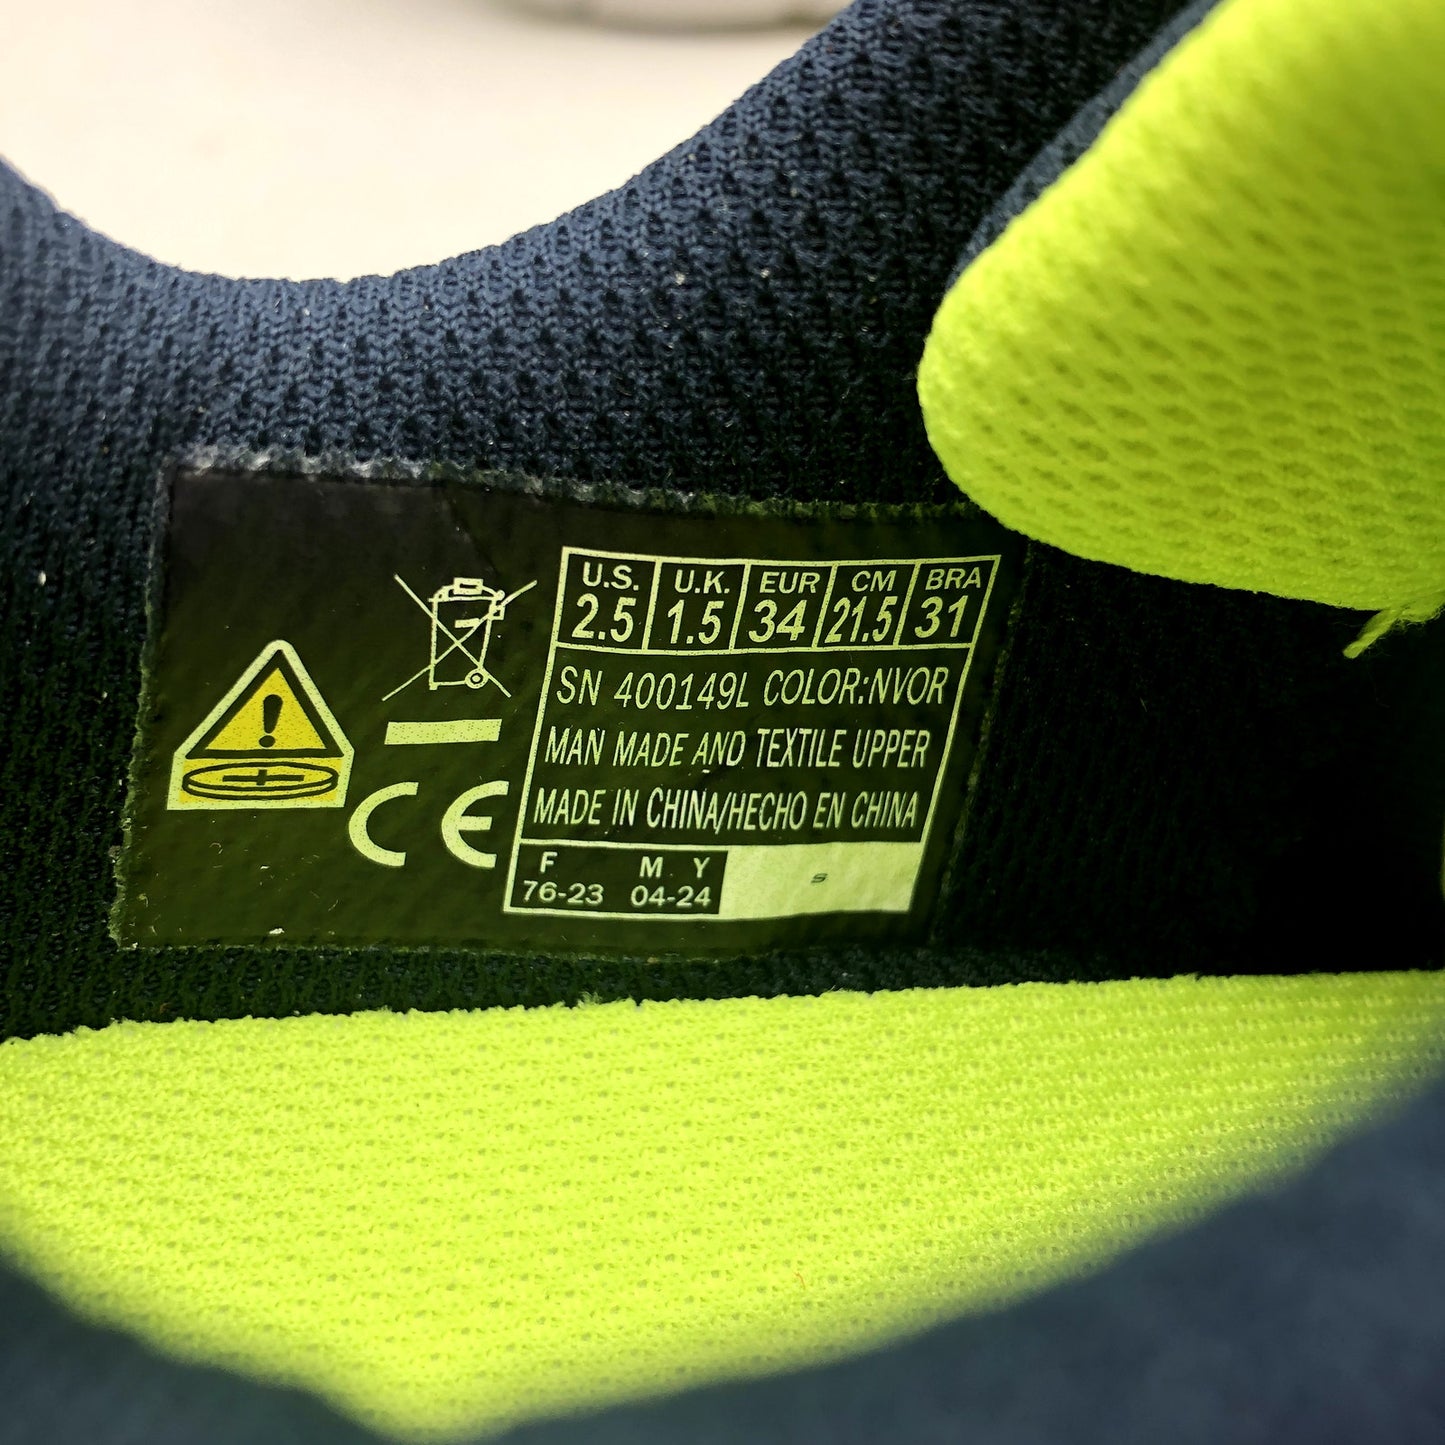 U.S. U.K. EUR CM BRA
2.5 1.5 34 21.5 31
SN 400149L COLOR:NVOR
MAN MADE AND TEXTILE UPPER
MADE IN CHINA/HECHO EN CHINA
F M Y
76-23 04-24 S
CE